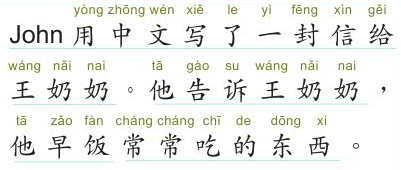 yòng zhōng wén xiě le yì fēng xìn gěi
John 用中文写了一封信给
wáng nǎi nai tā gào su wáng nǎi nai
王奶奶。他告诉王奶奶，
tā zǎo fàn cháng cháng chī de dōng xi
他早饭常常吃的东西。